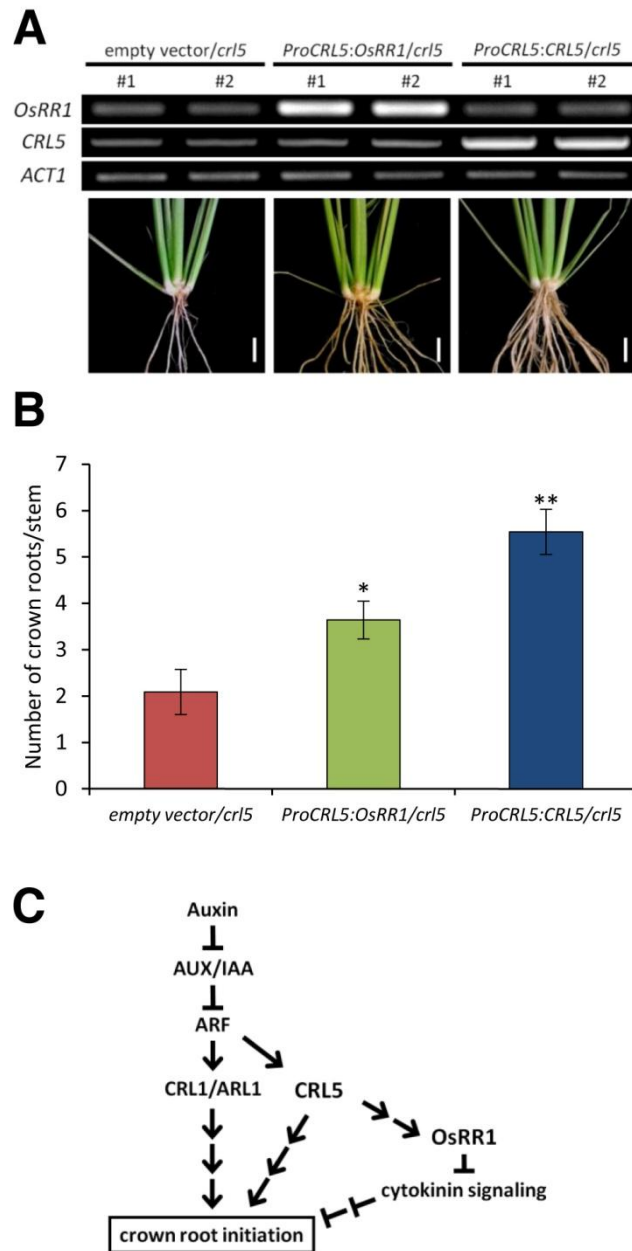 A
empty vector/crl5 ProCRL5:OsRR1/crl5 ProCRL5:CRL5/crl5
#1 #2 #1 #2 #1 #2
OsRR1
CRL5
ACT1
B
Number of crown roots/stem
7
6
5
4
3
2
1
0
*
**
empty vector/crl5 ProCRL5:OsRR1/crl5 ProCRL5:CRL5/crl5
C
Auxin
AUX/IAA
ARF
CRL1/ARL1 CRL5
OsRR1
cytokinin signaling
crown root initiation